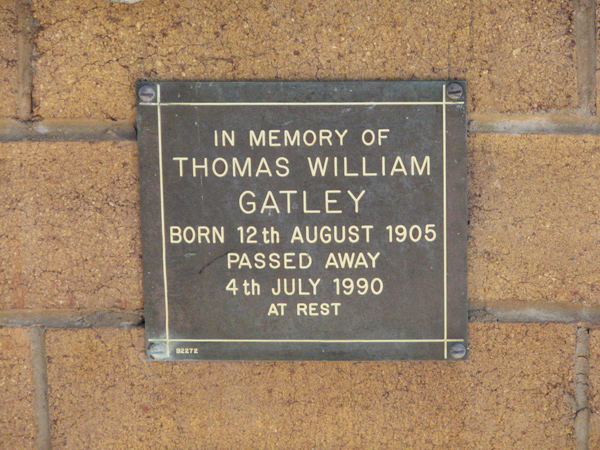 IN MEMORY OF
THOMAS WILLIAM
GATLEY
BORN 12th AUGUST 1905
PASSED AWAY
4th JULY 1990
AT REST
B2272